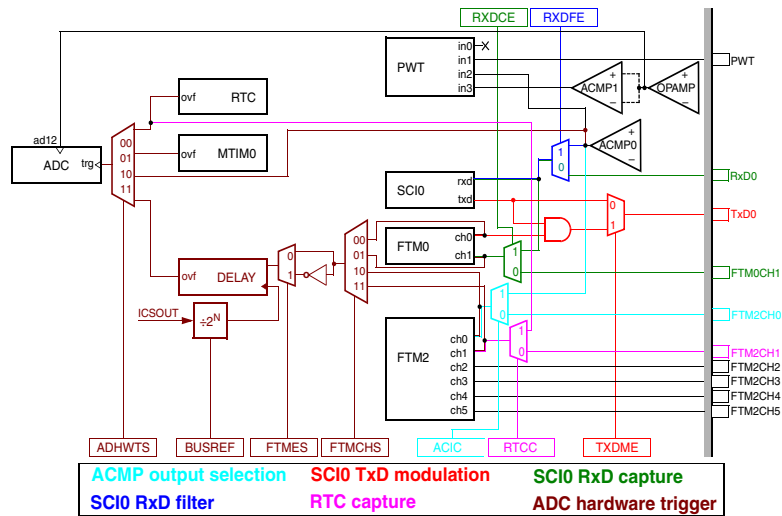 RXDCE
RXDFE
in0
in1
in2
in3
PWT
PWT
ACMP1
+
−
OPAMP
+
−
RTC
ovf
ad12
ADC
trg
00
01
10
11
MTIM0
ovf
ACMP0
+
−
1
0
SCI0
rxd
txd
RxD0
0
1
TxD0
FTM0
ch0
ch1
00
01
10
11
1
0
FTM0CH1
ovf
DELAY
0
1
ICSOUT
÷2N
1
0
FTM2CH0
FTM2
ch0
ch1
ch2
ch3
ch4
ch5
1
0
FTM2CH1
FTM2CH2
FTM2CH3
FTM2CH4
FTM2CH5
ADHWTS
BUSREF
FTMES
FTMCHS
ACIC
RTCC
TXDME
ACMP output selection
SCI0 TxD modulation
SCI0 RxD capture
SCI0 RxD filter
RTC capture
ADC hardware trigger